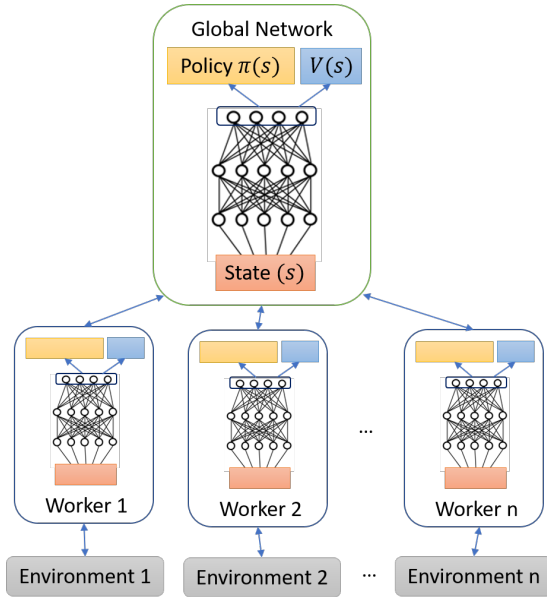 Global Network
Policy π(s)
V(s)
State (s)
...
Worker 1
Worker 2
Worker n
Environment 1
Environment 2
...
Environment n